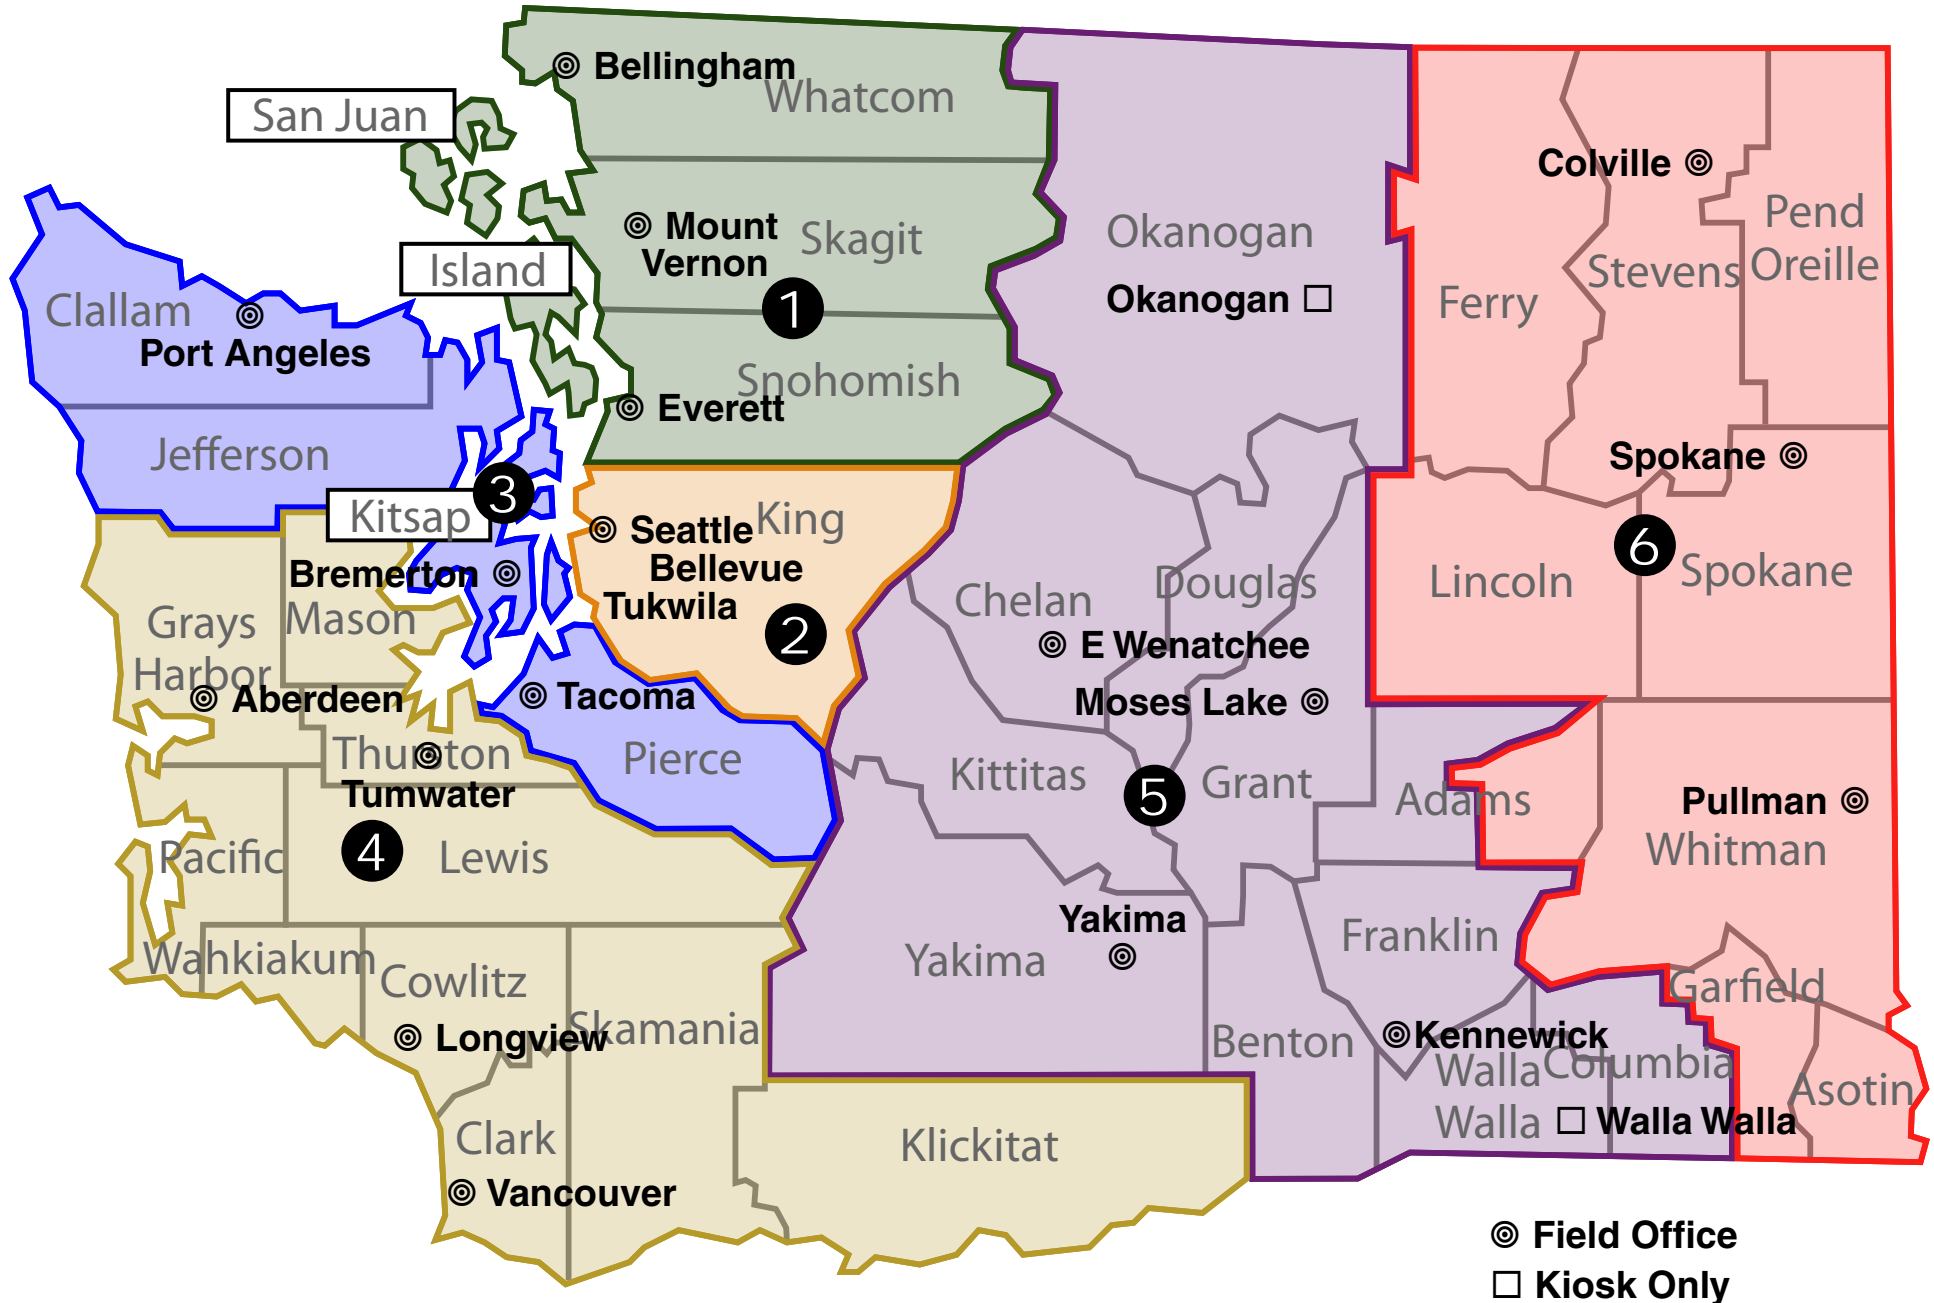 Bellingham
Whatcom
San Juan
Mount
Vernon
Skagit
Island
1
Snohomish
Everett
Clallam
Port Angeles
Jefferson
Kitsap
3
Bremerton
Seattle
King
Bellevue
Tukwila
2
Tacoma
Pierce
Grays
Harbor
Mason
Aberdeen
Thurston
Tumwater
4
Lewis
Pacific
Wahkiakum
Cowlitz
Longview
Skamania
Clark
Vancouver
Klickitat
Okanogan
Okanogan
Chelan
Douglas
E Wenatchee
Moses Lake
Kittitas
5
Grant
Adams
Yakima
Yakima
Franklin
Benton
Kennewick
Walla
Walla
Columbia
Walla Walla
Colville
Pend
Oreille
Stevens
Ferry
Spokane
6
Lincoln
Spokane
Pullman
Whitman
Garfield
Asotin
Field Office
Kiosk Only